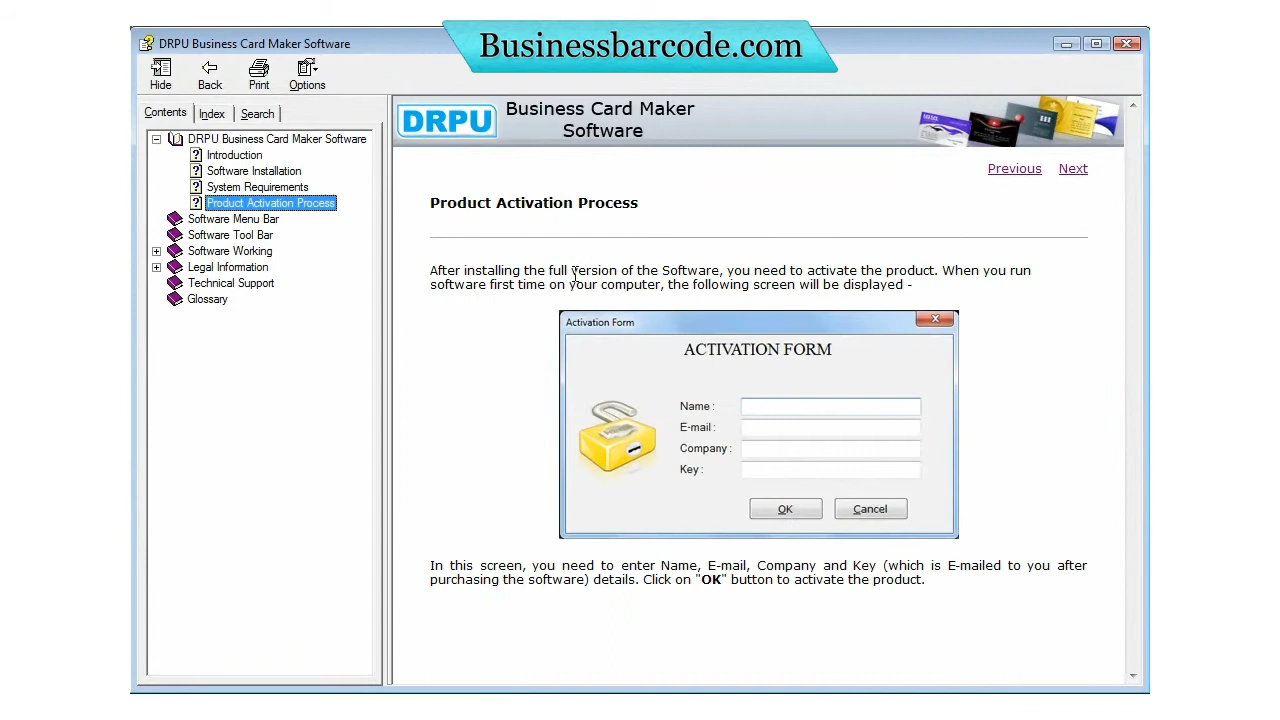 Businessbarcode.com
DRPU Business Card Maker Software
Hide Back Print Options
Contents Index Search
DRPU Business Card Maker Software
Introduction
Software Installation
System Requirements
Product Activation Process
Software Menu Bar
Software Tool Bar
Software Working
Legal Information
Technical Support
Glossary
DRPU
Business Card Maker
Software
Previous Next
Product Activation Process
After installing the full version of the Software, you need to activate the product. When you run
software first time on your computer, the following screen will be displayed -
Activation Form
ACTIVATION FORM
Name :
E-mail :
Company :
Key :
OK Cancel
In this screen, you need to enter Name, E-mail, Company and Key (which is E-mailed to you after
purchasing the software) details. Click on "OK" button to activate the product.